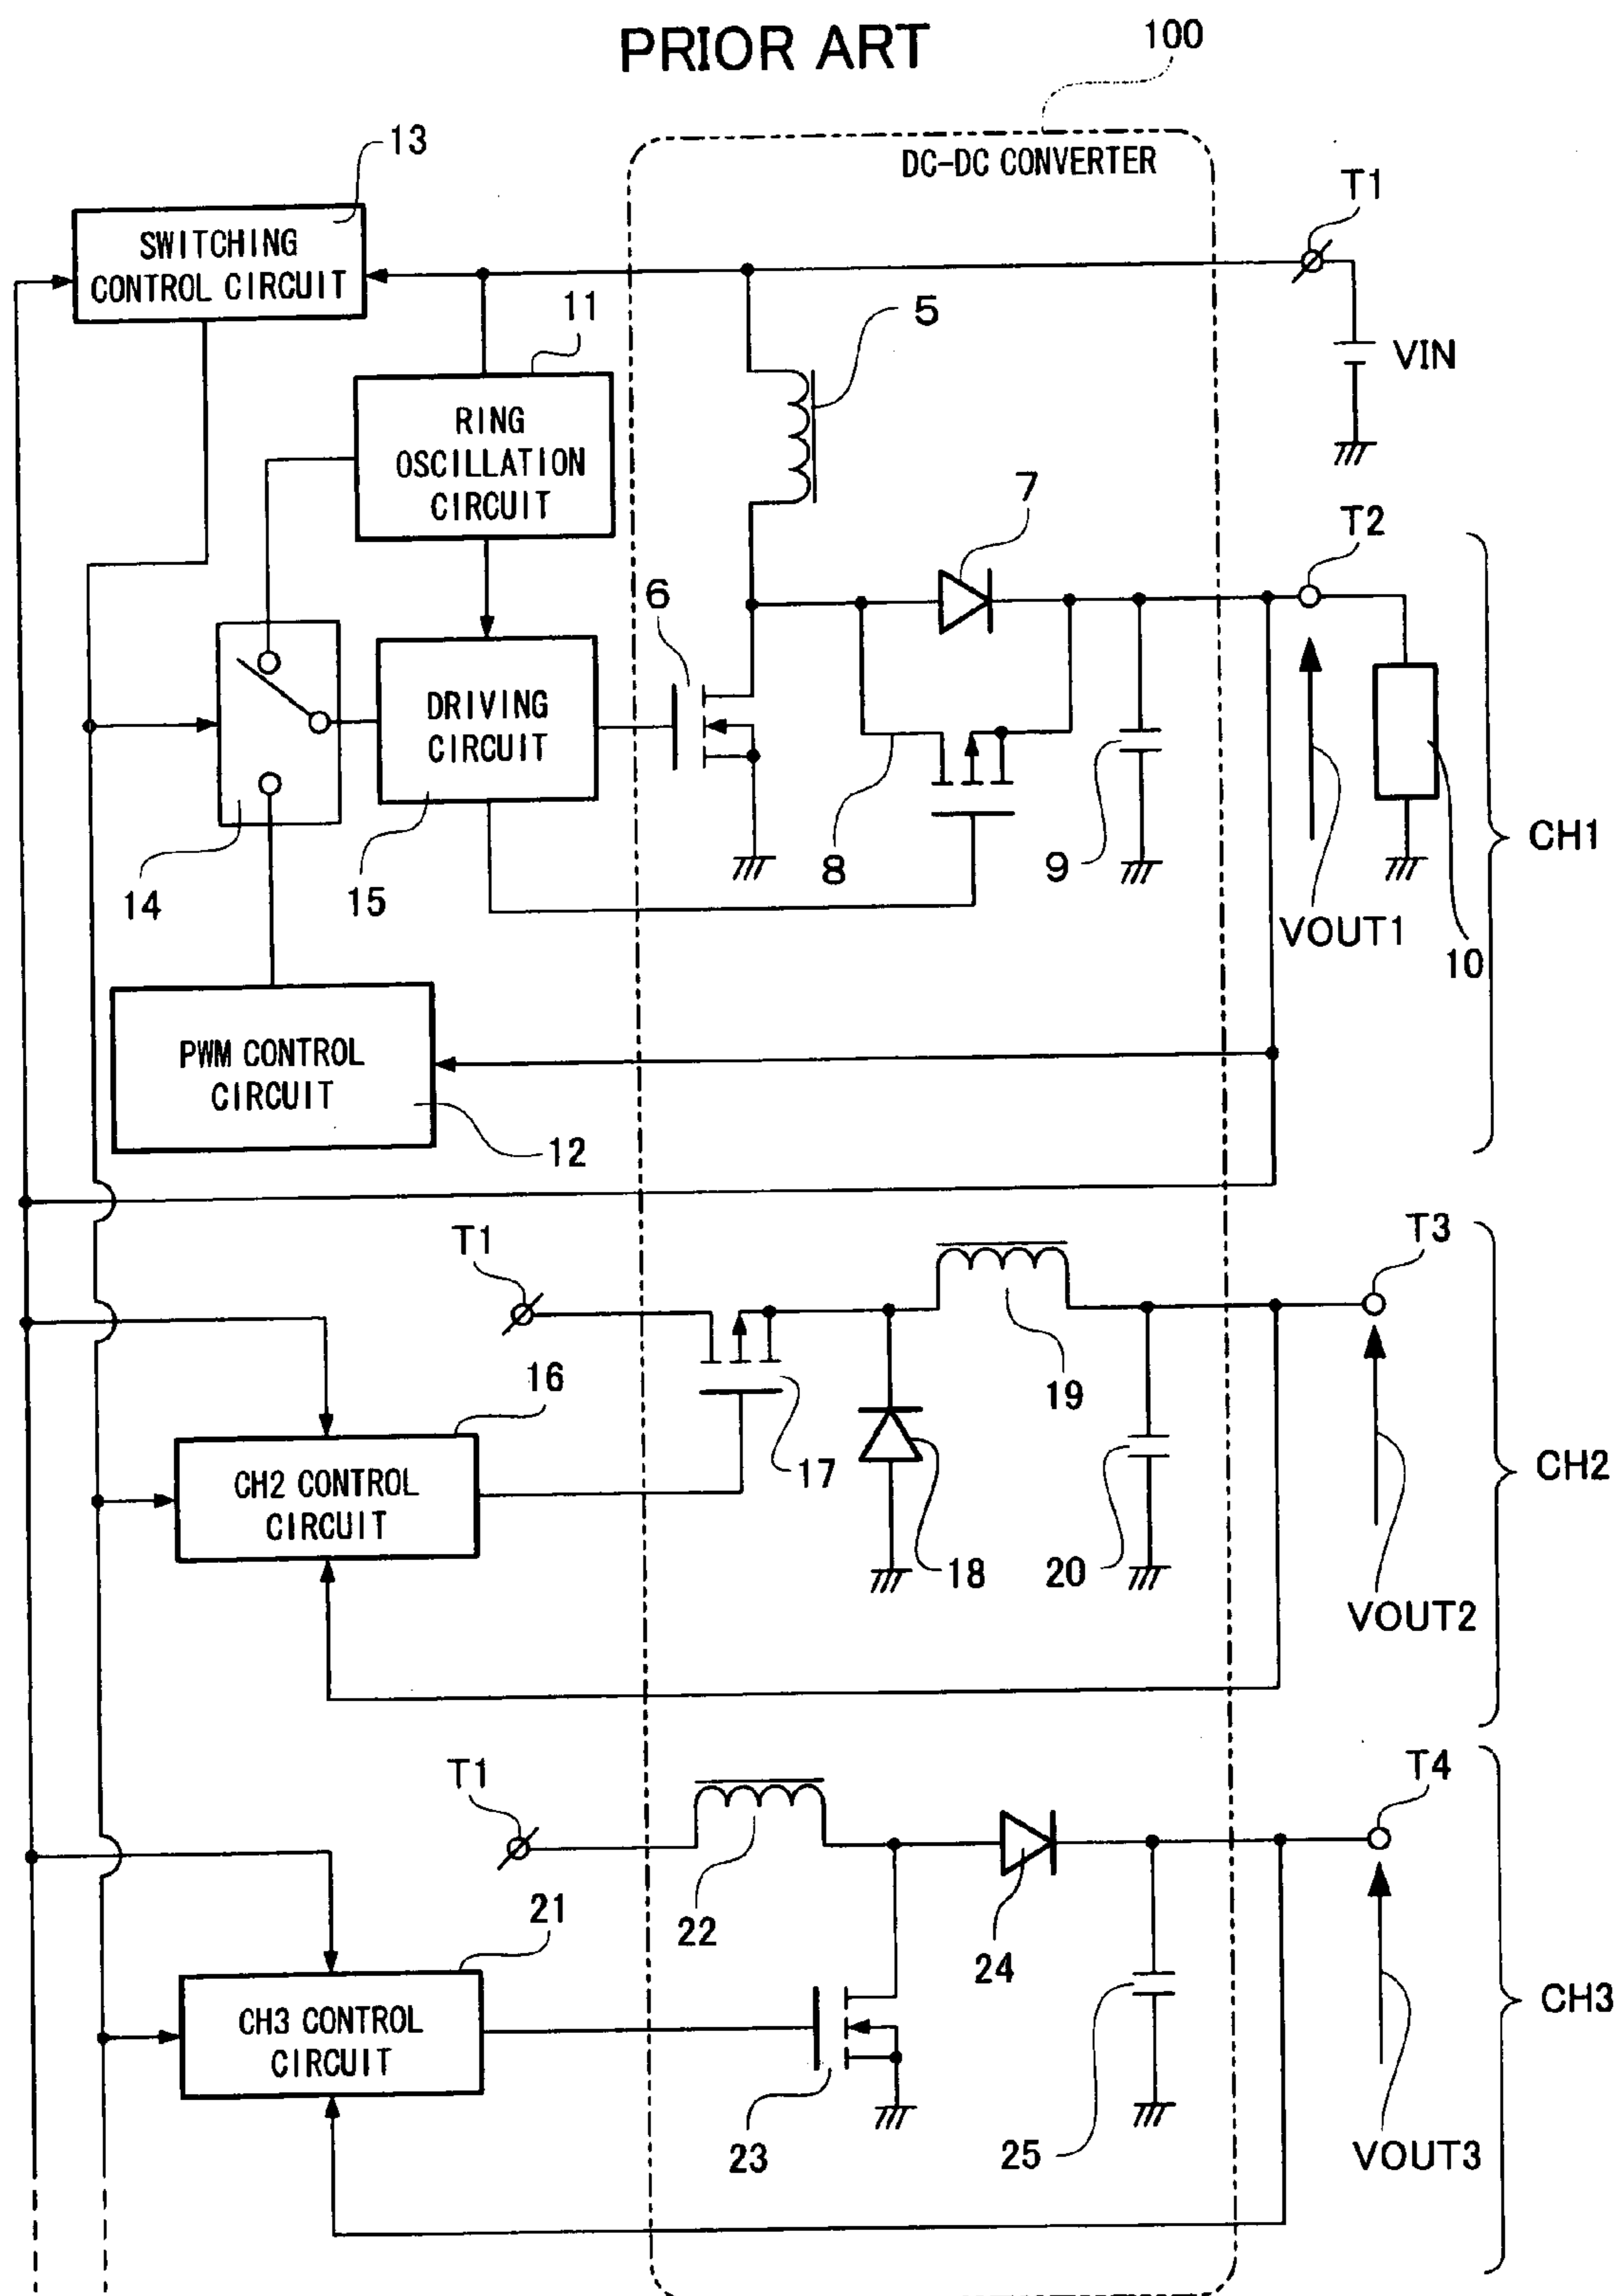 PRIOR ART
100
DC-DC CONVERTER
13
SWITCHING
CONTROL CIRCUIT
T1
VIN
11
RING
OSCILLATION
CIRCUIT
5
7
T2
6
DRIVING
CIRCUIT
14
15
8
9
VOUT1
10
CH1
PWM CONTROL
CIRCUIT
12
T1
T3
19
16
CH2 CONTROL
CIRCUIT
17
18
20
VOUT2
CH2
T1
T4
22
24
21
CH3 CONTROL
CIRCUIT
23
25
VOUT3
CH3